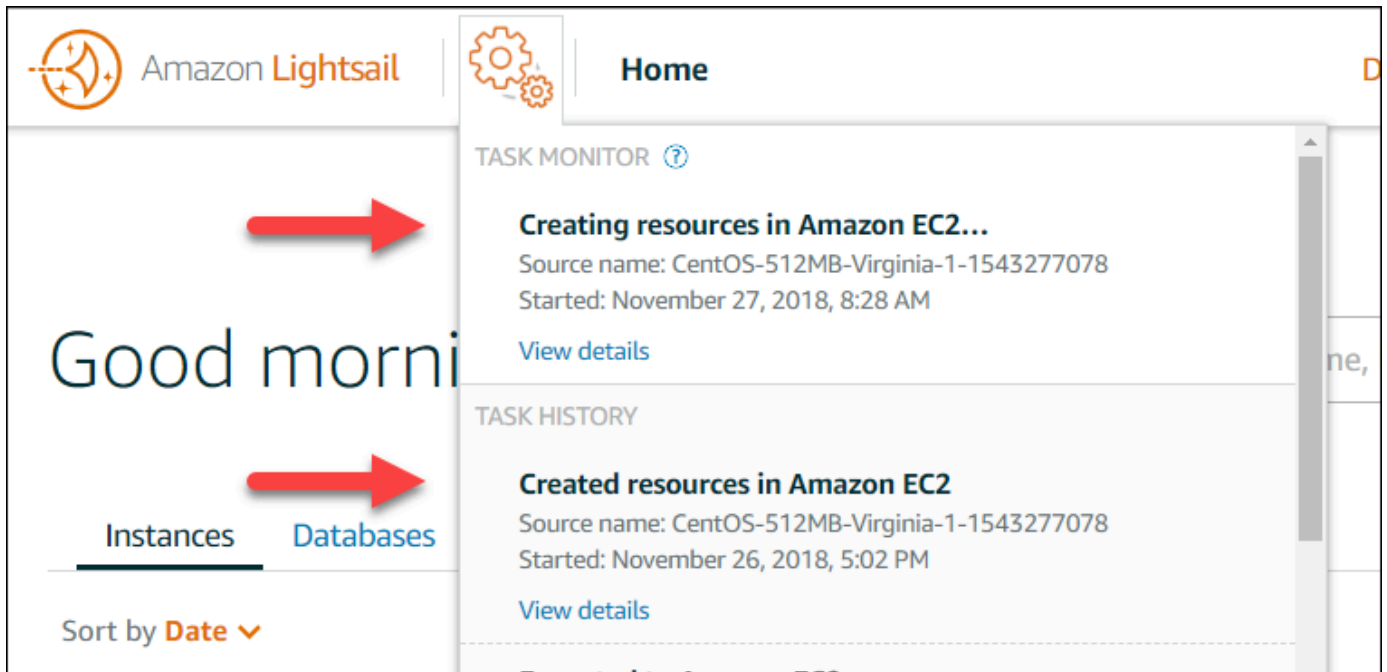 Amazon Lightsail
Home
D
TASK MONITOR ?
Creating resources in Amazon EC2...
Source name: CentOS-512MB-Virginia-1-1543277078
Started: November 27, 2018, 8:28 AM
View details
Good morni
ne,
TASK HISTORY
Created resources in Amazon EC2
Source name: CentOS-512MB-Virginia-1-1543277078
Started: November 26, 2018, 5:02 PM
View details
Instances
Databases
Sort by Date